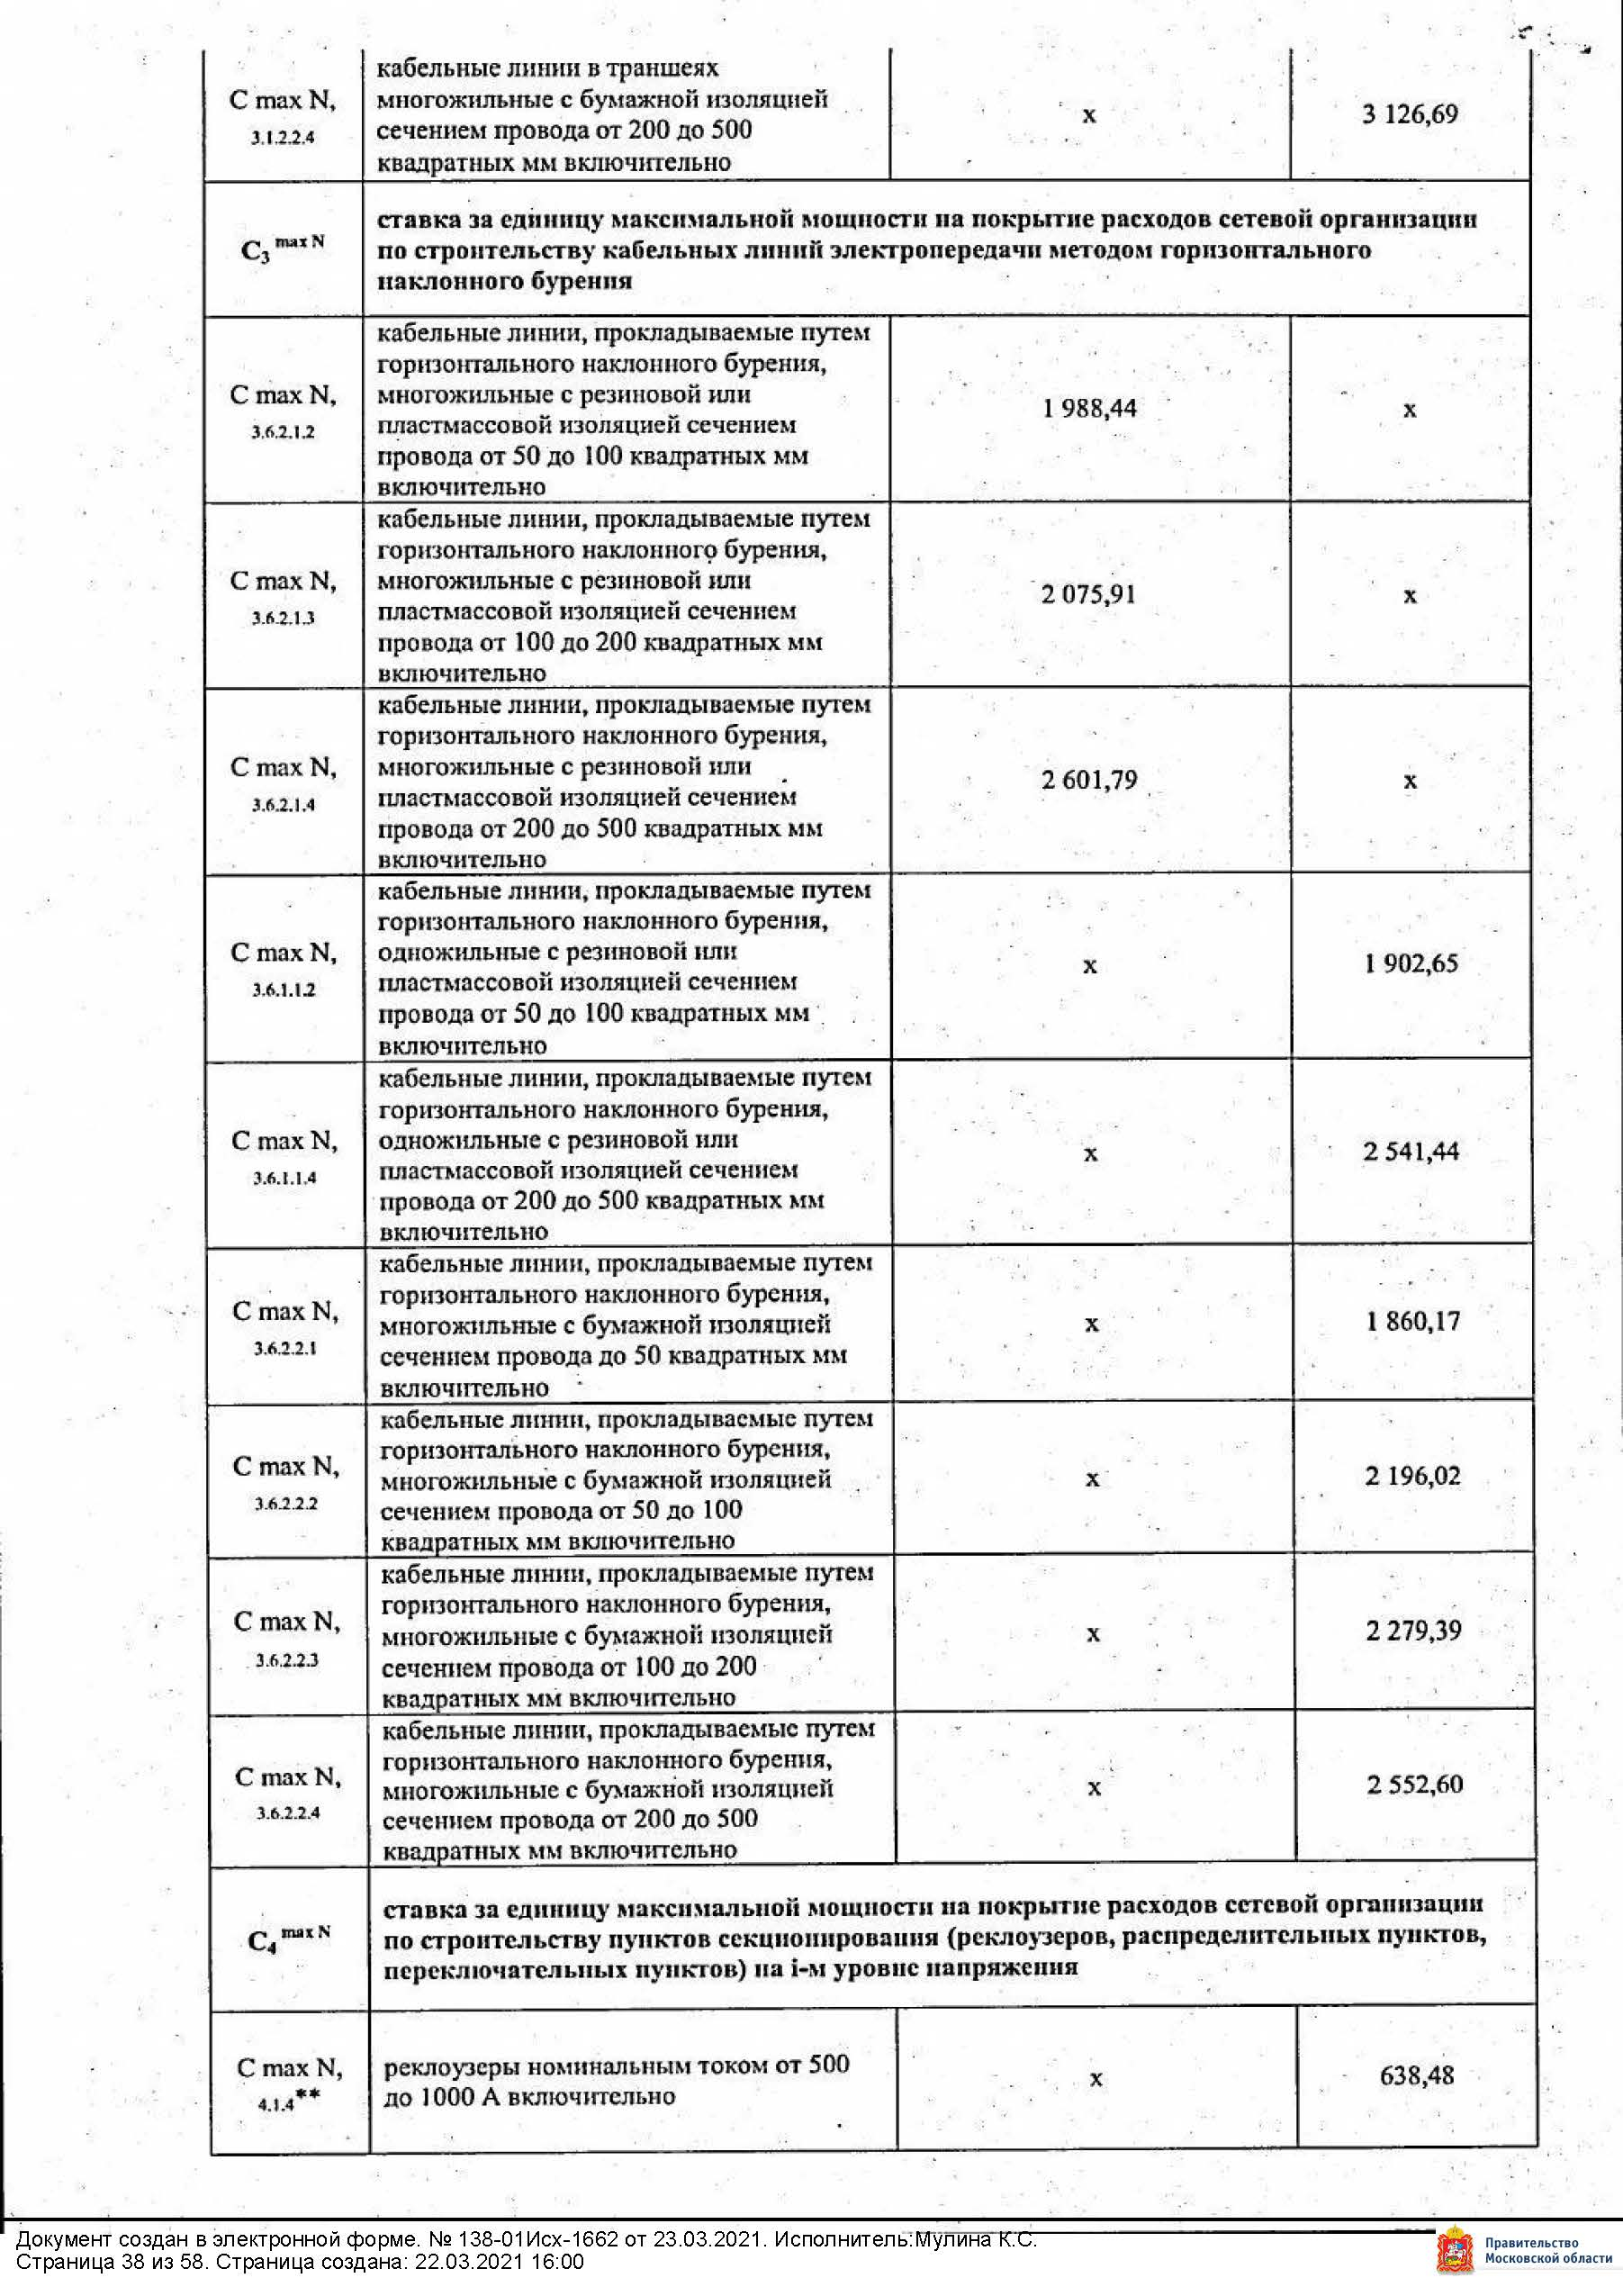 кабельные линии в траншеях
C max N, многожильные с бумажной изоляцией
3.1.2.2.4 сечением провода от 200 до 500 x 3 126,69
квадратных мм включительно
C3 max N ставка за единицу максимальной мощности на покрытие расходов сетевой организации
по строительству кабельных линий электропередачи методом горизонтального
наклонного бурения
кабельные линии, прокладываемые путем
горизонтального наклонного бурения,
C max N, многожильные с резиновой или 1 988,44 x
3.6.2.1.2 пластмассовой изоляцией сечением
провода от 50 до 100 квадратных мм
включительно
кабельные линии, прокладываемые путем
горизонтального наклонного бурения,
C max N, многожильные с резиновой или 2 075,91 x
3.6.2.1.3 пластмассовой изоляцией сечением
провода от 100 до 200 квадратных мм
включительно
кабельные линии, прокладываемые путем
горизонтального наклонного бурения,
C max N, многожильные с резиновой или 2 601,79 x
3.6.2.1.4 пластмассовой изоляцией сечением
провода от 200 до 500 квадратных мм
включительно
кабельные линии, прокладываемые путем
горизонтального наклонного бурения,
C max N, одножильные с резиновой или x 1 902,65
3.6.1.1.2 пластмассовой изоляцией сечением
провода от 50 до 100 квадратных мм
включительно
кабельные линии, прокладываемые путем
горизонтального наклонного бурения,
C max N, одножильные с резиновой или x 2 541,44
3.6.1.1.4 пластмассовой изоляцией сечением
провода от 200 до 500 квадратных мм
включительно
кабельные линии, прокладываемые путем
горизонтального наклонного бурения,
C max N, многожильные с бумажной изоляцией x 1 860,17
3.6.2.2.1 сечением провода до 50 квадратных мм
включительно
кабельные линии, прокладываемые путем
горизонтального наклонного бурения,
C max N, многожильные с бумажной изоляцией x 2 196,02
3.6.2.2.2 сечением провода от 50 до 100
квадратных мм включительно
кабельные линии, прокладываемые путем
горизонтального наклонного бурения,
C max N, многожильные с бумажной изоляцией x 2 279,39
3.6.2.2.3 сечением провода от 100 до 200
квадратных мм включительно
кабельные линии, прокладываемые путем
горизонтального наклонного бурения,
C max N, многожильные с бумажной изоляцией x 2 552,60
3.6.2.2.4 сечением провода от 200 до 500
квадратных мм включительно
C4 max N ставка за единицу максимальной мощности на покрытие расходов сетевой организации
по строительству пунктов секционирования (реклоузеров, распределительных пунктов,
переключательных пунктов) на i-м уровне напряжения
C max N, реклоузеры номинальным током от 500 x 638,48
4.1.4** до 1000 А включительно
Документ создан в электронной форме. № 138-01Исх-1662 от 23.03.2021. Исполнитель:Мулина К.С.
Страница 38 из 58. Страница создана: 22.03.2021 16:00
Правительство
Московской области